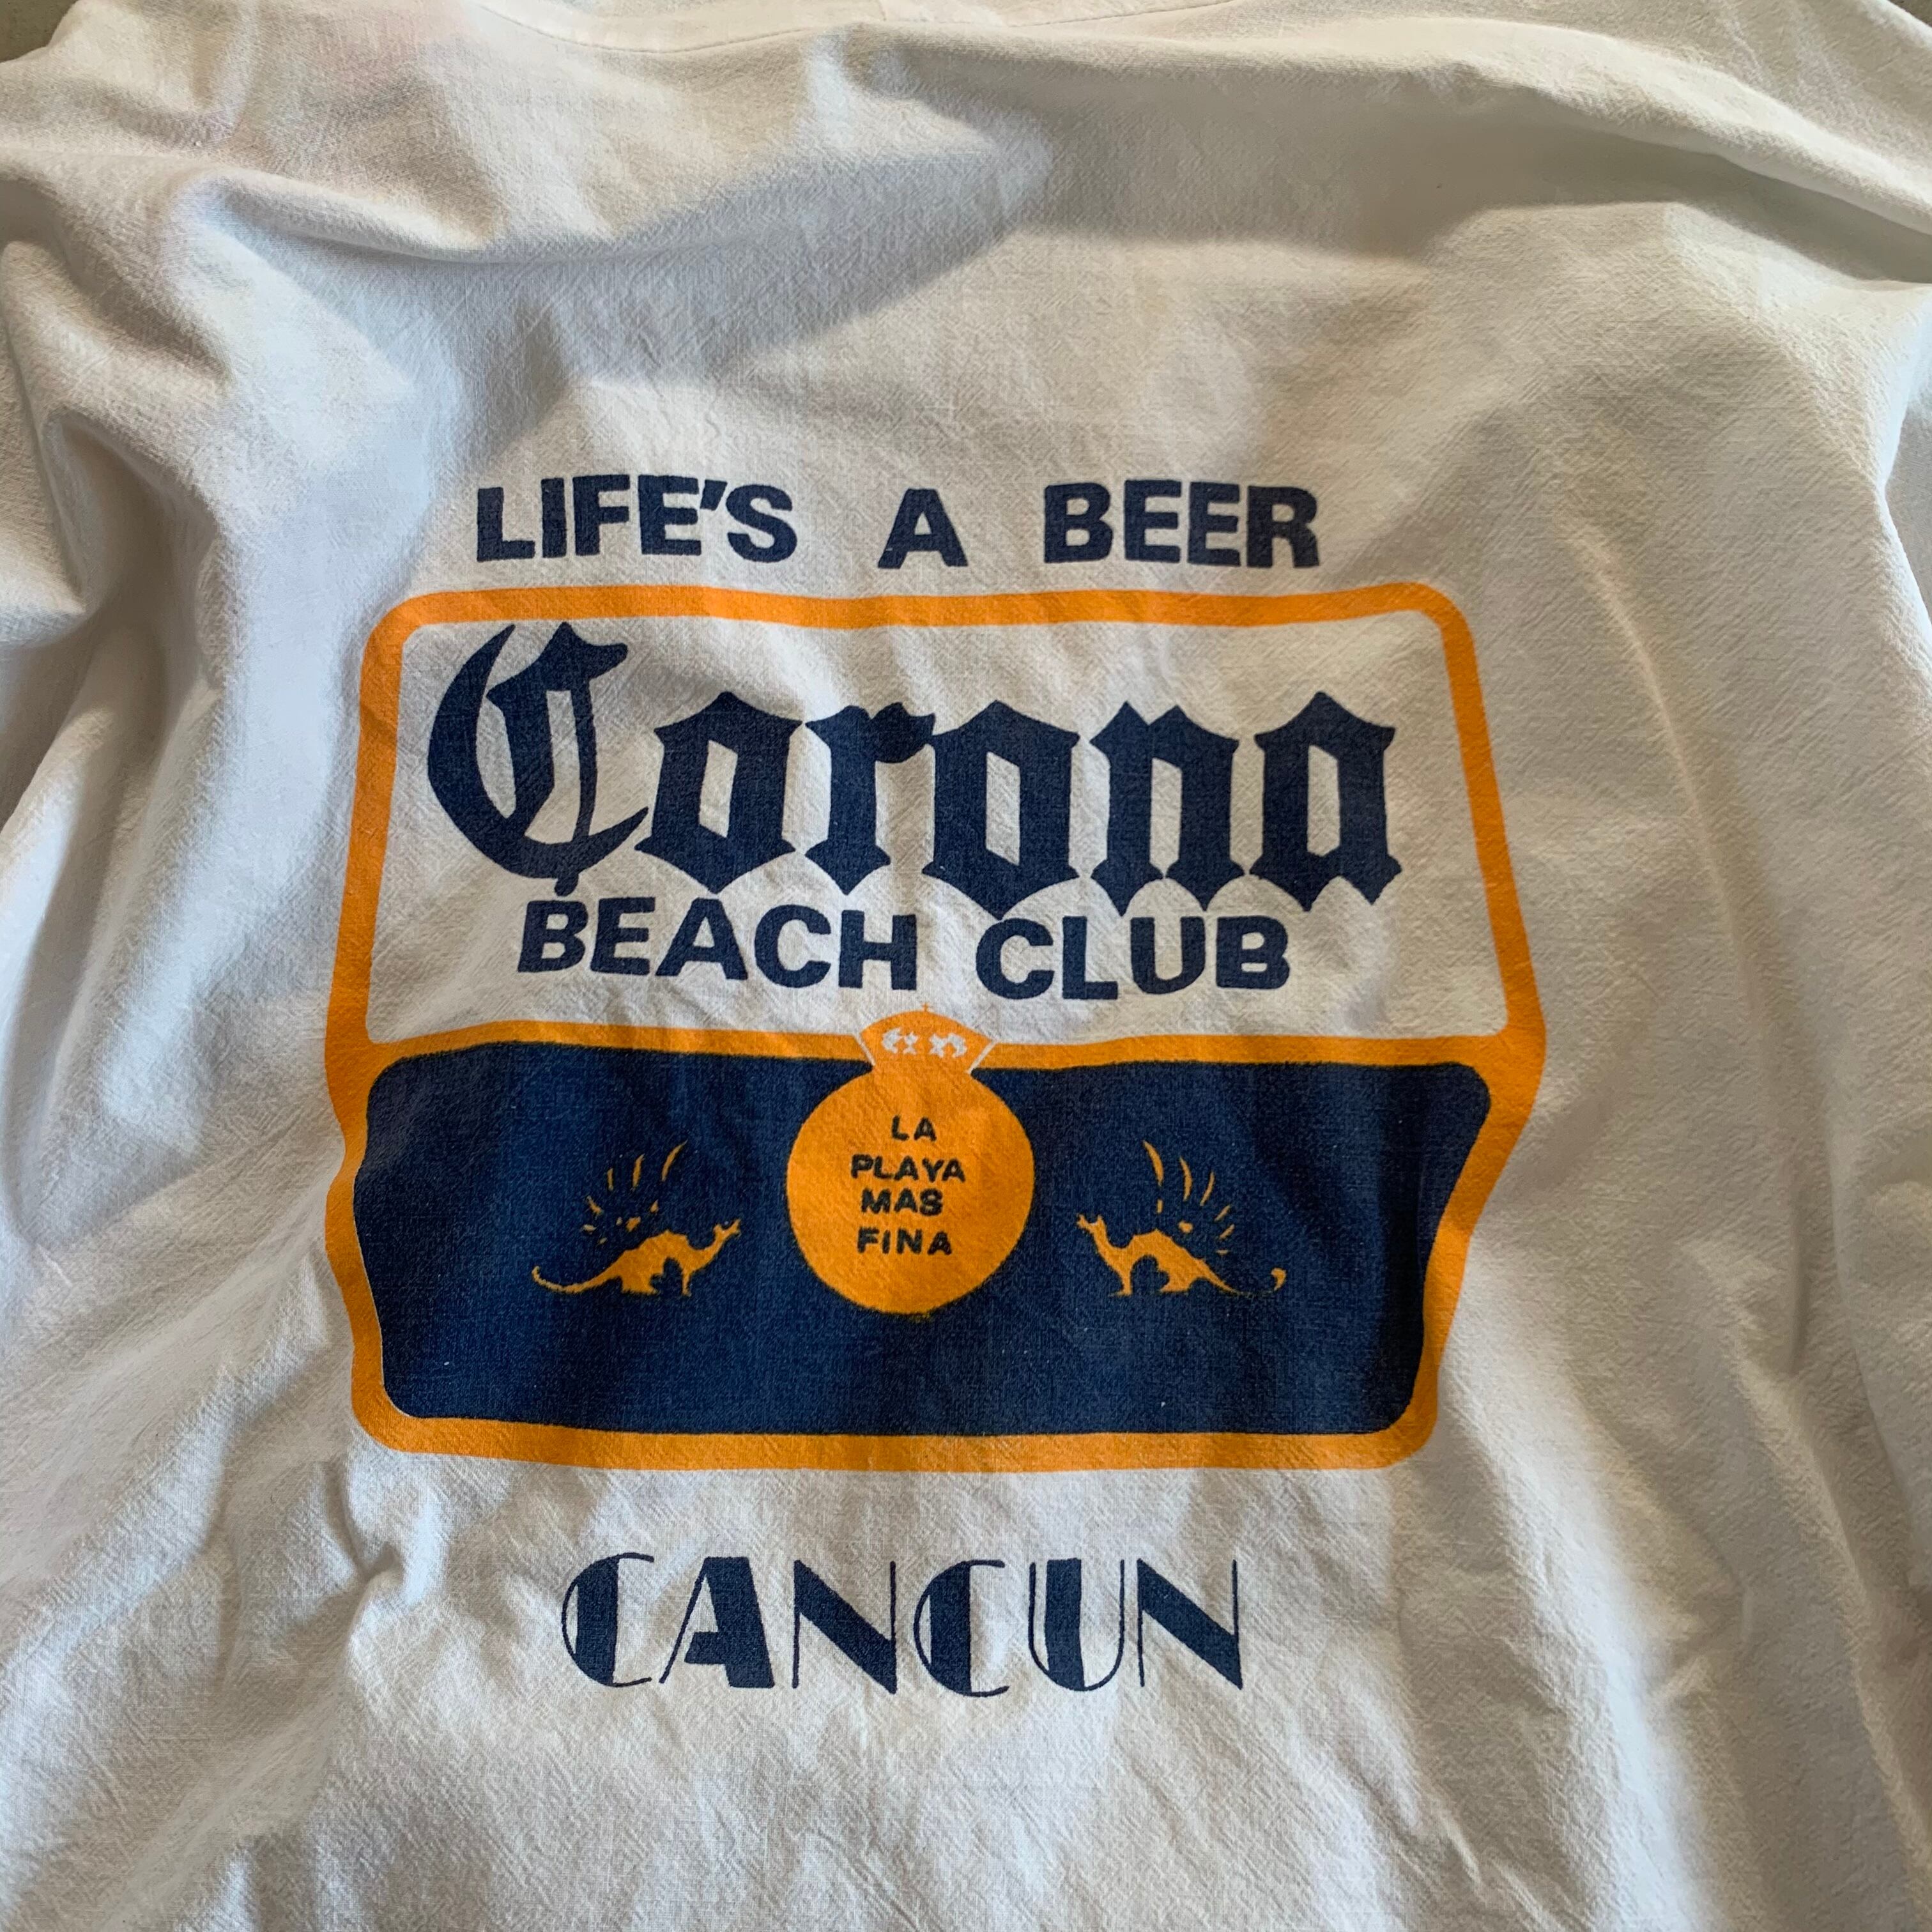 LIFE'S A BEER
Corona
BEACH CLUB
LA
PLAYA
MAS
FINA
CANCUN